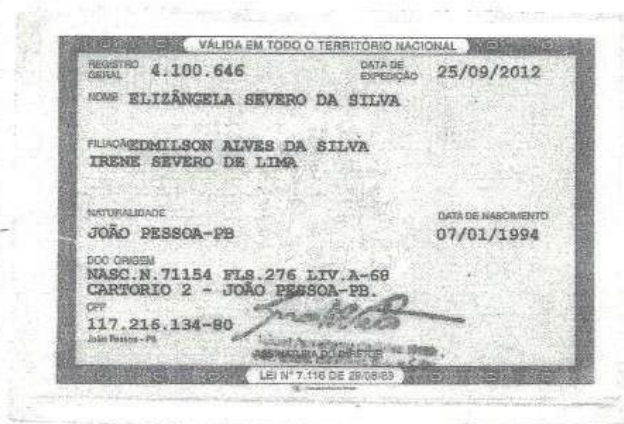 VÁLIDA EM TODO O TERRITÓRIO NACIONAL
REGISTRO GERAL 4.100.646 DATA DE EXPEDIÇÃO 25/09/2012
NOME ELIZÂNGELA SEVERO DA SILVA
FILIAÇÃO EDMILSON ALVES DA SILVA
IRENE SEVERO DE LIMA
NATURALIDADE DATA DE NASCIMENTO
JOÃO PESSOA-PB 07/01/1994
DOC ORIGEM
NASC.N.71154 FLS.276 LIV.A-68
CARTORIO 2 - JOÃO PESSOA-PB.
CPF
117.216.134-80
João Pessoa - PB
ASSINATURA DO DIRETOR
LEI Nº 7.116 DE 29/08/83